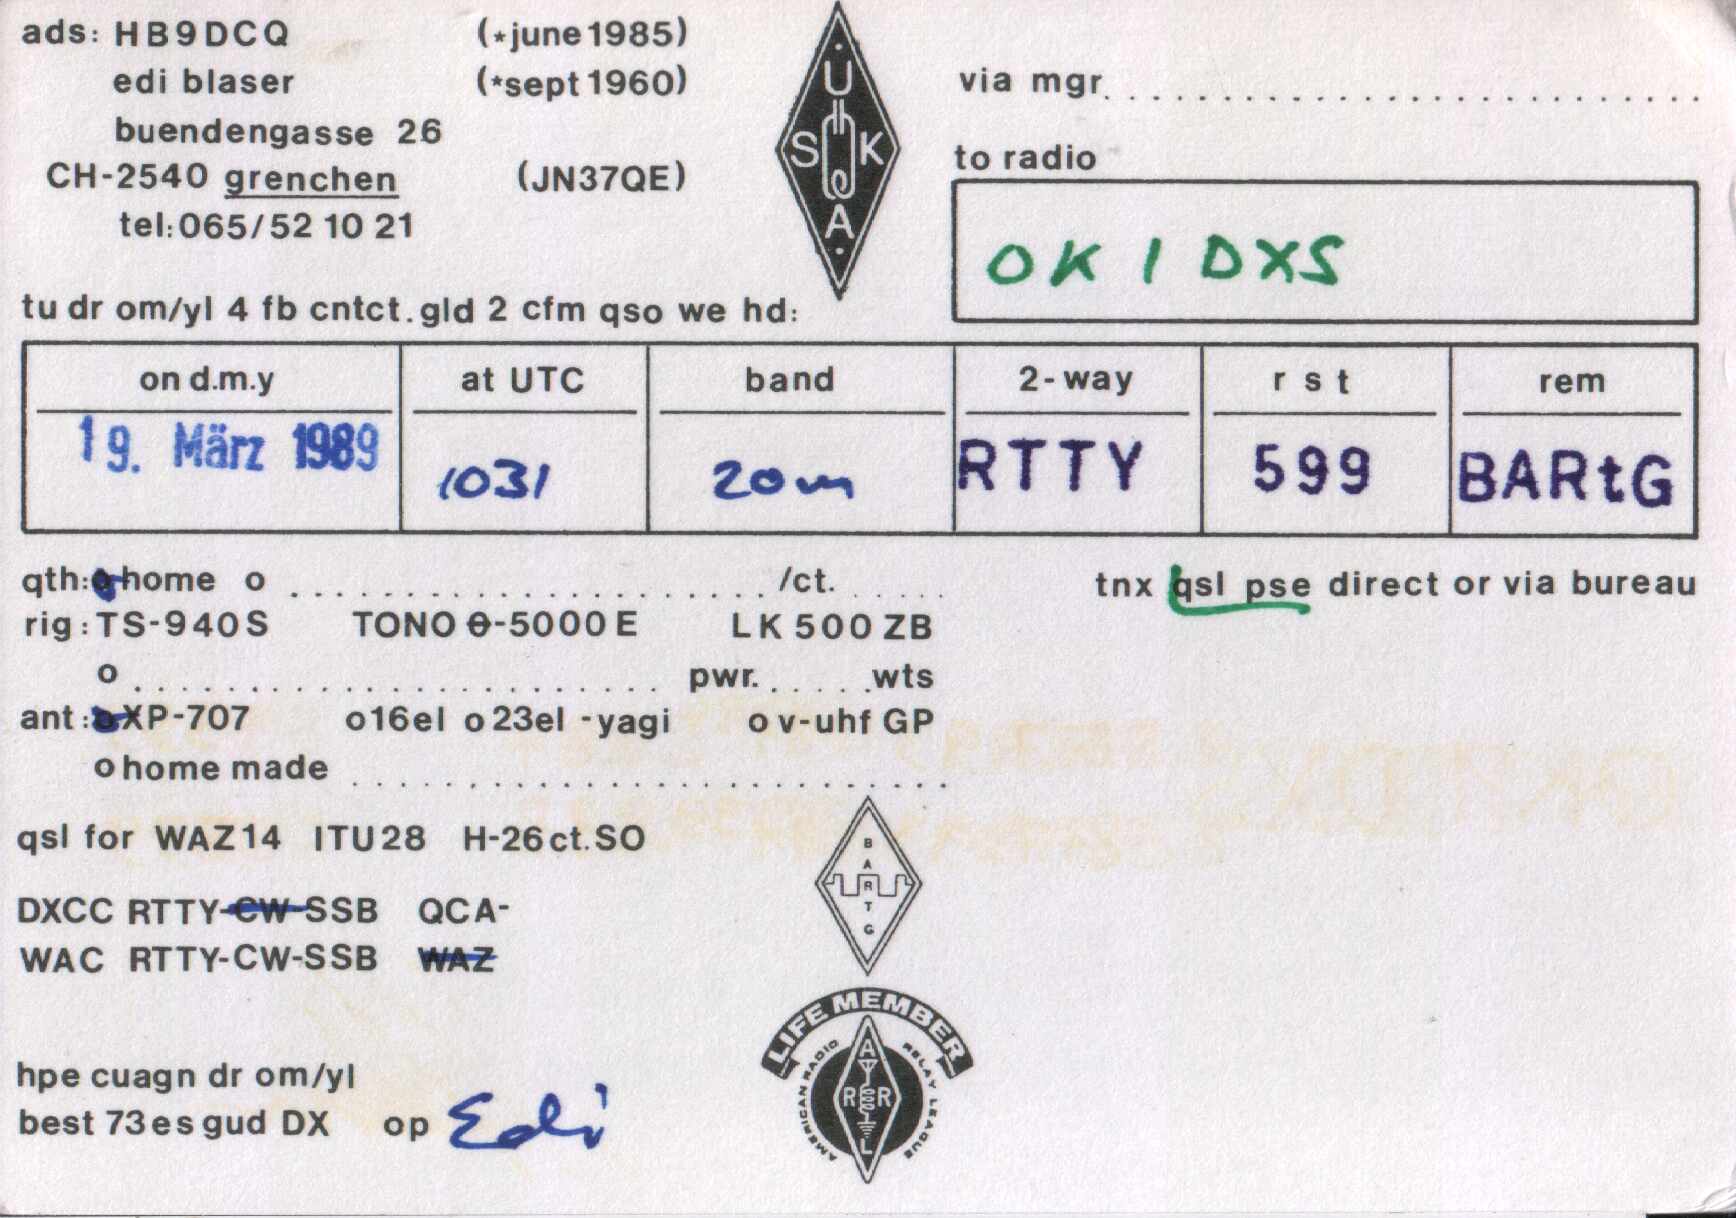 ads: HB9DCQ (*june 1985)
edi blaser (*sept 1960)
buendengasse 26
CH-2540 grenchen (JN37QE)
tel: 065/52 10 21
USKA
via mgr
to radio
OK1DXS
tu dr om/yl 4 fb cntct. gld 2 cfm qso we hd:
on d.m.y at UTC band 2-way rst rem
19. März 1989 1031 20m RTTY 599 BARtG
qth: o home o /ct.
tnx qsl pse direct or via bureau
rig: TS-940S TONO θ-5000E LK 500 ZB
o pwr. wts
ant: o XP-707 o 16el o 23el -yagi o v-uhf GP
o home made
qsl for WAZ14 ITU28 H-26 ct. SO
BARTG
DXCC RTTY-CW-SSB QCA-
WAC RTTY-CW-SSB WAZ
LIFE MEMBER
AMERICAN RADIO RELAY LEAGUE
ARRL
hpe cuagn dr om/yl
best 73 es gud DX op Edi